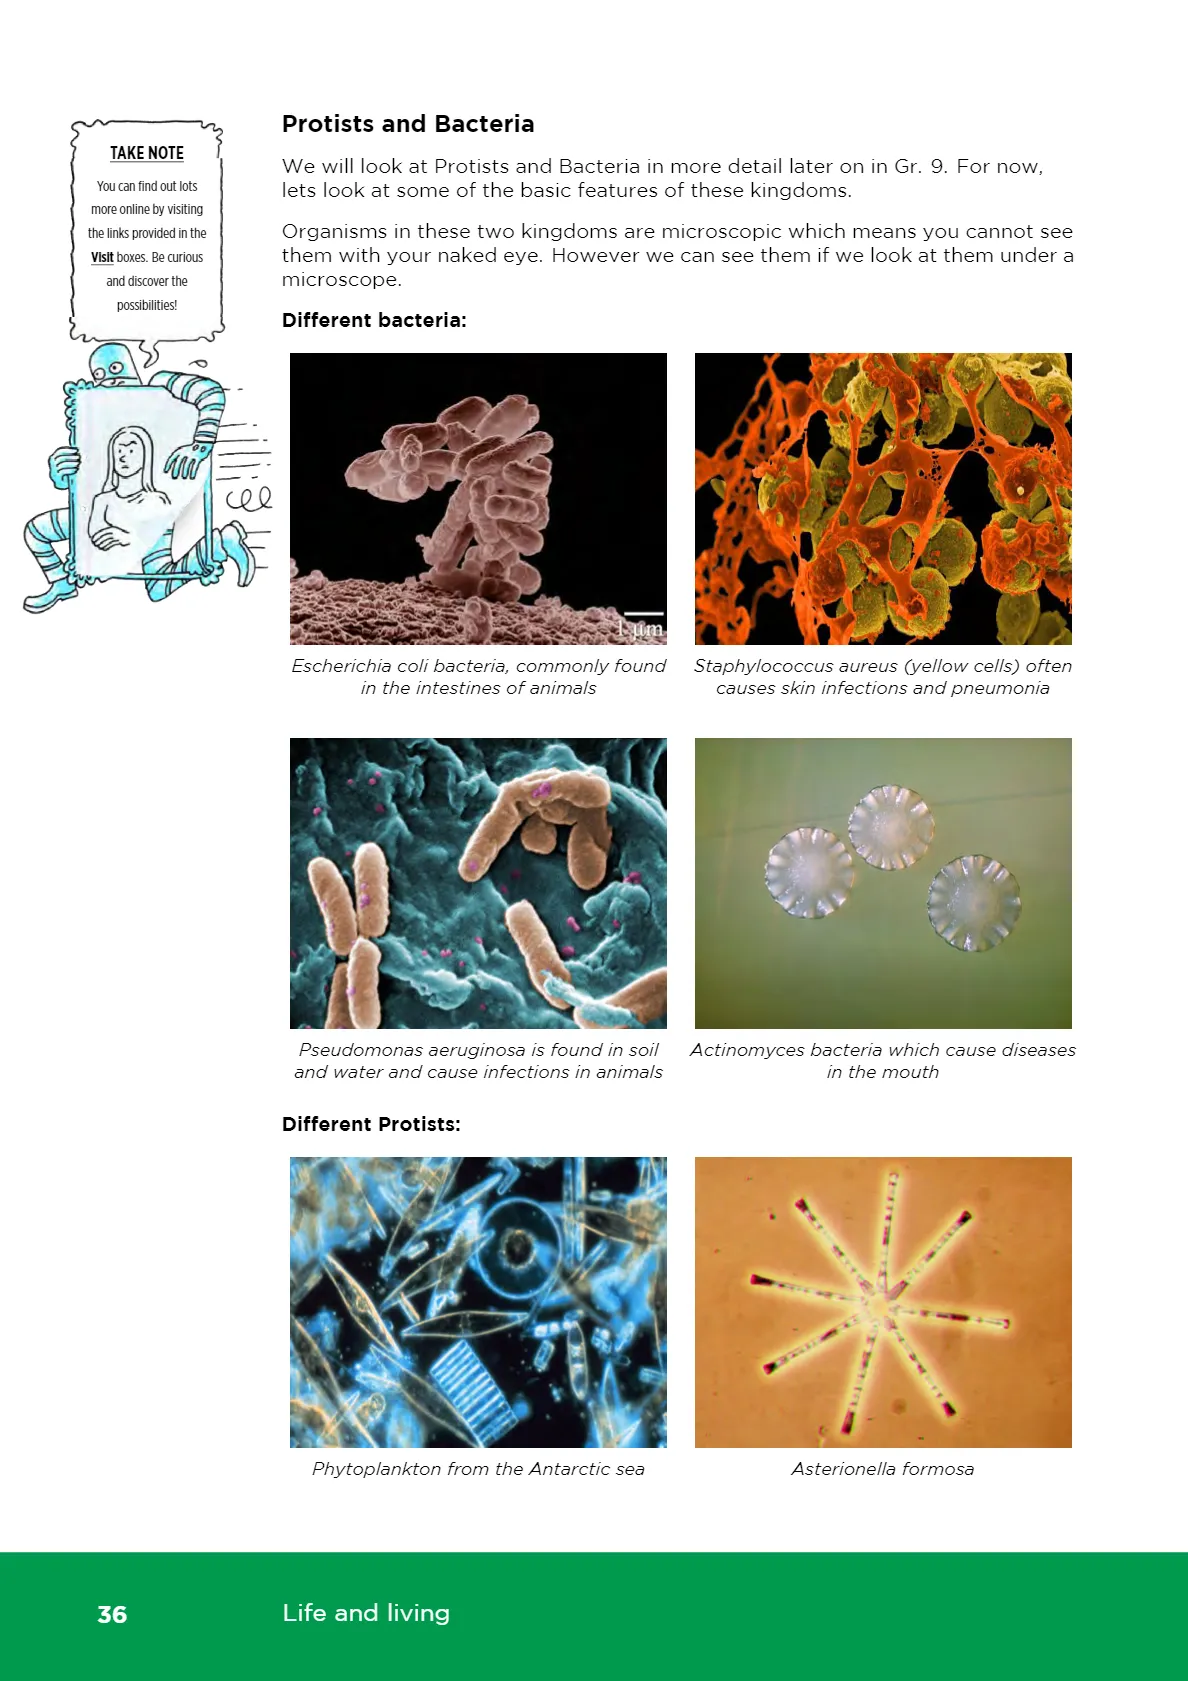 TAKE NOTE
You can find out lots
more online by visiting
the links provided in the
Visit boxes. Be curious
and discover the
possibilities!
Protists and Bacteria
We will look at Protists and Bacteria in more detail later on in Gr. 9. For now,
lets look at some of the basic features of these kingdoms.
Organisms in these two kingdoms are microscopic which means you cannot see
them with your naked eye. However we can see them if we look at them under a
microscope.
Different bacteria:
1 µm
Escherichia coli bacteria, commonly found
in the intestines of animals
Staphylococcus aureus (yellow cells) often
causes skin infections and pneumonia
Pseudomonas aeruginosa is found in soil
and water and cause infections in animals
Actinomyces bacteria which cause diseases
in the mouth
Different Protists:
Phytoplankton from the Antarctic sea
Asterionella formosa
36
Life and living